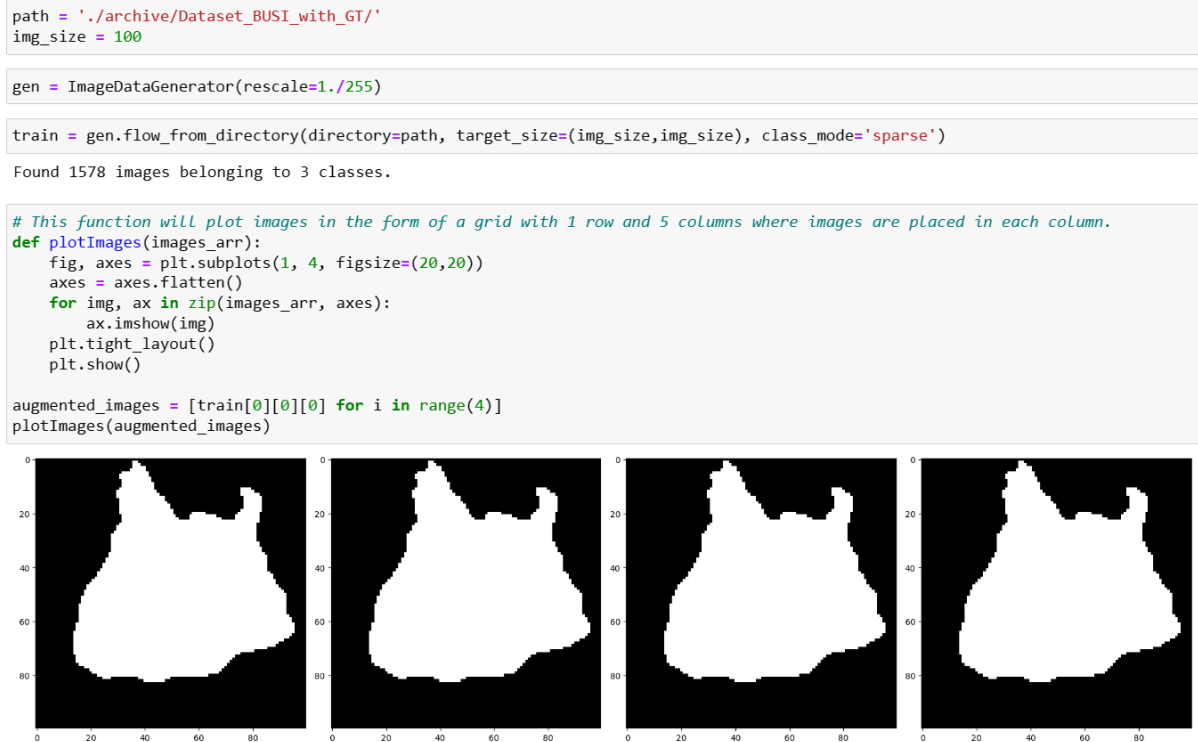 path = './archive/Dataset_BUSI_with_GT/'
img_size = 100
gen = ImageDataGenerator(rescale=1./255)
train = gen.flow_from_directory(directory=path, target_size=(img_size,img_size), class_mode='sparse')
Found 1578 images belonging to 3 classes.
# This function will plot images in the form of a grid with 1 row and 5 columns where images are placed in each column.
def plotImages(images_arr):
    fig, axes = plt.subplots(1, 4, figsize=(20,20))
    axes = axes.flatten()
    for img, ax in zip(images_arr, axes):
        ax.imshow(img)
    plt.tight_layout()
    plt.show()
augmented_images = [train[0][0][0] for i in range(4)]
plotImages(augmented_images)
0 0 0 0
20 20 20 20
40 40 40 40
60 60 60 60
80 80 80 80
0 20 40 60 80 0 20 40 60 80 0 20 40 60 80 0 20 40 60 80